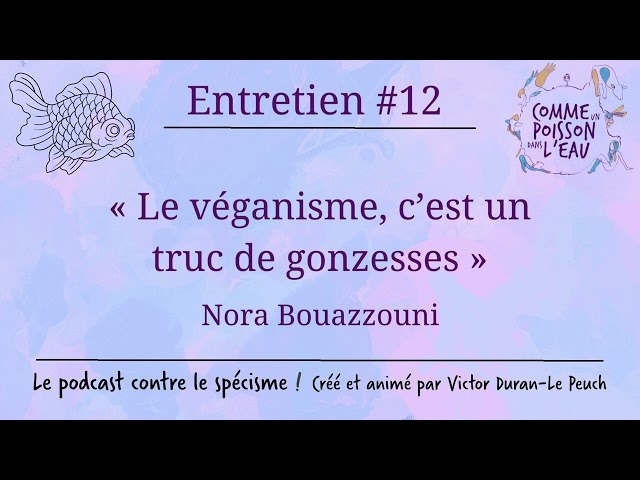 Entretien #12
COMME UN
POISSON
DANS L'EAU
« Le véganisme, c’est un
truc de gonzesses »
Nora Bouazzouni
Le podcast contre le spécisme ! Créé et animé par Victor Duran-Le Peuch